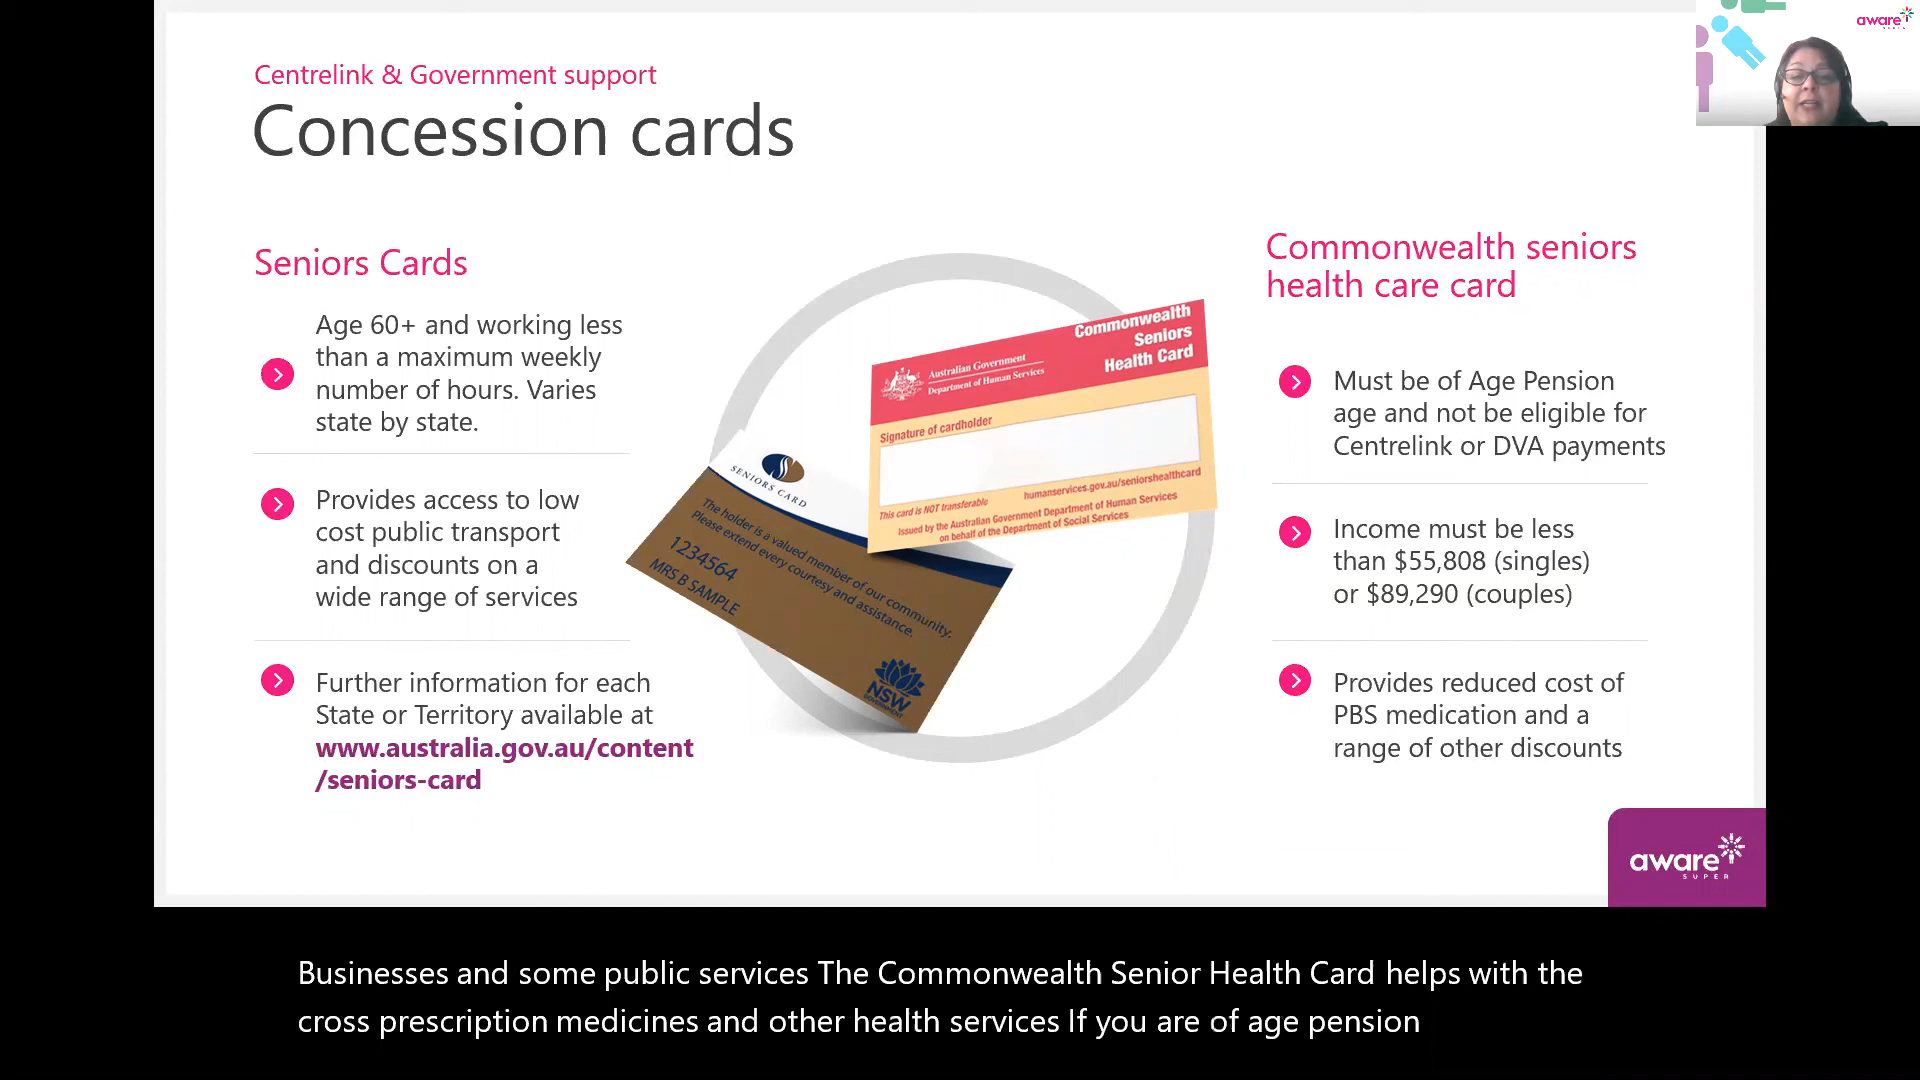 aware
Centrelink & Government support
Concession cards
Seniors Cards
Age 60+ and working less
than a maximum weekly
number of hours. Varies
state by state.
Provides access to low
cost public transport
and discounts on a
wide range of services
Further information for each
State or Territory available at
www.australia.gov.au/content
/seniors-card
SENIORS CARD
The holder is a valued member of our community.
Please extend every courtesy and assistance.
1234564
MRS B SAMPLE
NSW
GOVERNMENT
Australian Government
Department of Human Services
Commonwealth
Seniors
Health Card
Signature of cardholder
This card is NOT transferable
humanservices.gov.au/seniorshealthcard
Issued by the Australian Government Department of Human Services
on behalf of the Department of Social Services
Commonwealth seniors
health care card
Must be of Age Pension
age and not be eligible for
Centrelink or DVA payments
Income must be less
than $55,808 (singles)
or $89,290 (couples)
Provides reduced cost of
PBS medication and a
range of other discounts
aware
SUPER
Businesses and some public services The Commonwealth Senior Health Card helps with the
cross prescription medicines and other health services If you are of age pension